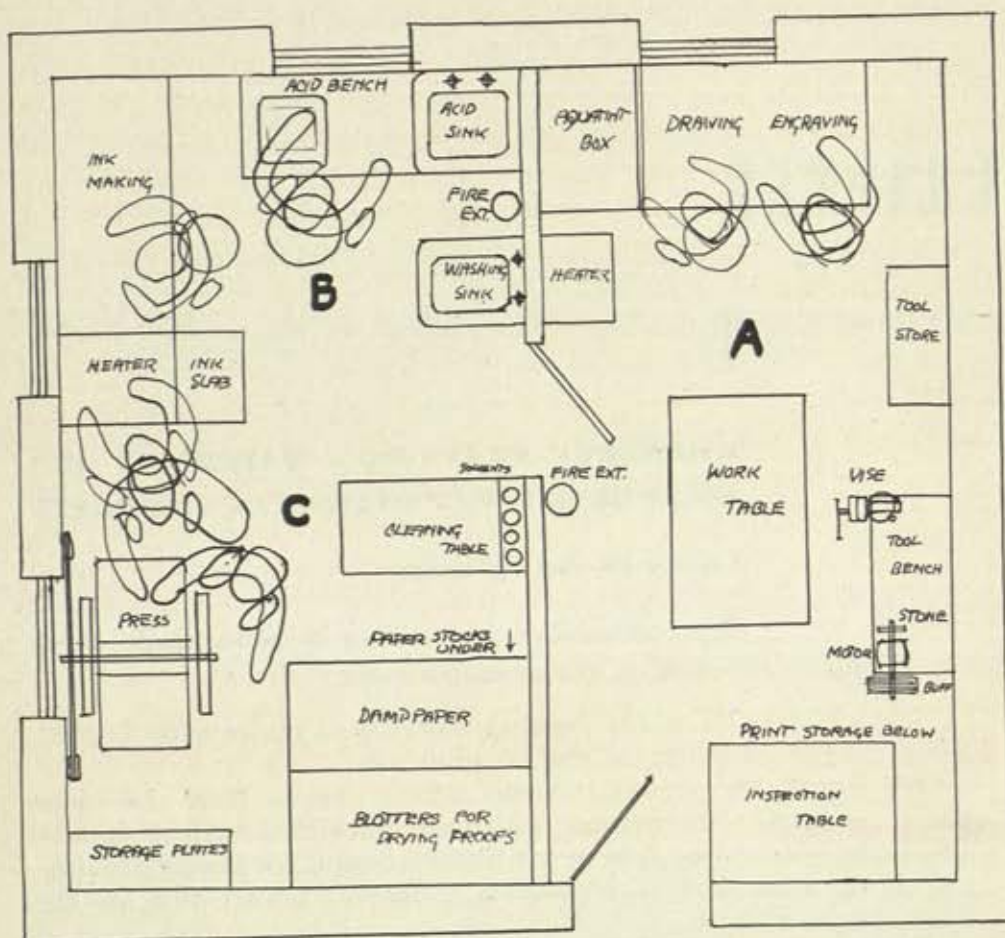 ACID BENCH
ACID
SINK
AQUATINT
BOX
DRAWING
ENGRAVING
INK
MAKING
FIRE
EXT.
WASHING
SINK
HEATER
B
A
TOOL
STORE
HEATER
INK
SLAB
C
SOLVENTS
FIRE EXT.
CLEANING
TABLE
WORK
TABLE
VISE
TOOL
BENCH
STONE
MOTOR
BUFF
PRESS
PAPER STOCKS
UNDER
DAMP PAPER
BLOTTERS FOR
DRYING PROOFS
STORAGE PLATES
PRINT STORAGE BELOW
INSPECTION
TABLE